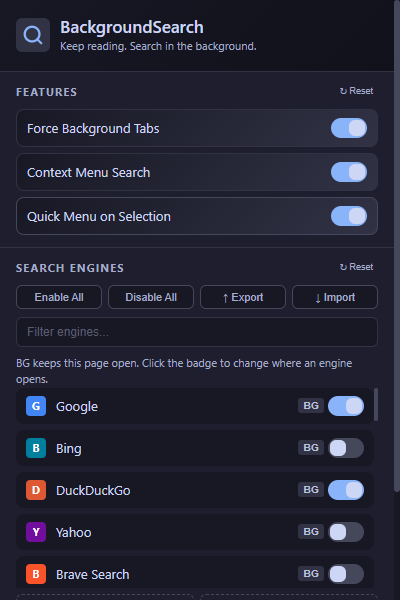 BackgroundSearch
Keep reading. Search in the background.
FEATURES
↻ Reset
Force Background Tabs
Context Menu Search
Quick Menu on Selection
SEARCH ENGINES
↻ Reset
Enable All
Disable All
↑ Export
↓ Import
Filter engines...
BG keeps this page open. Click the badge to change where an engine
opens.
G Google BG
B Bing BG
D DuckDuckGo BG
Y Yahoo BG
B Brave Search BG